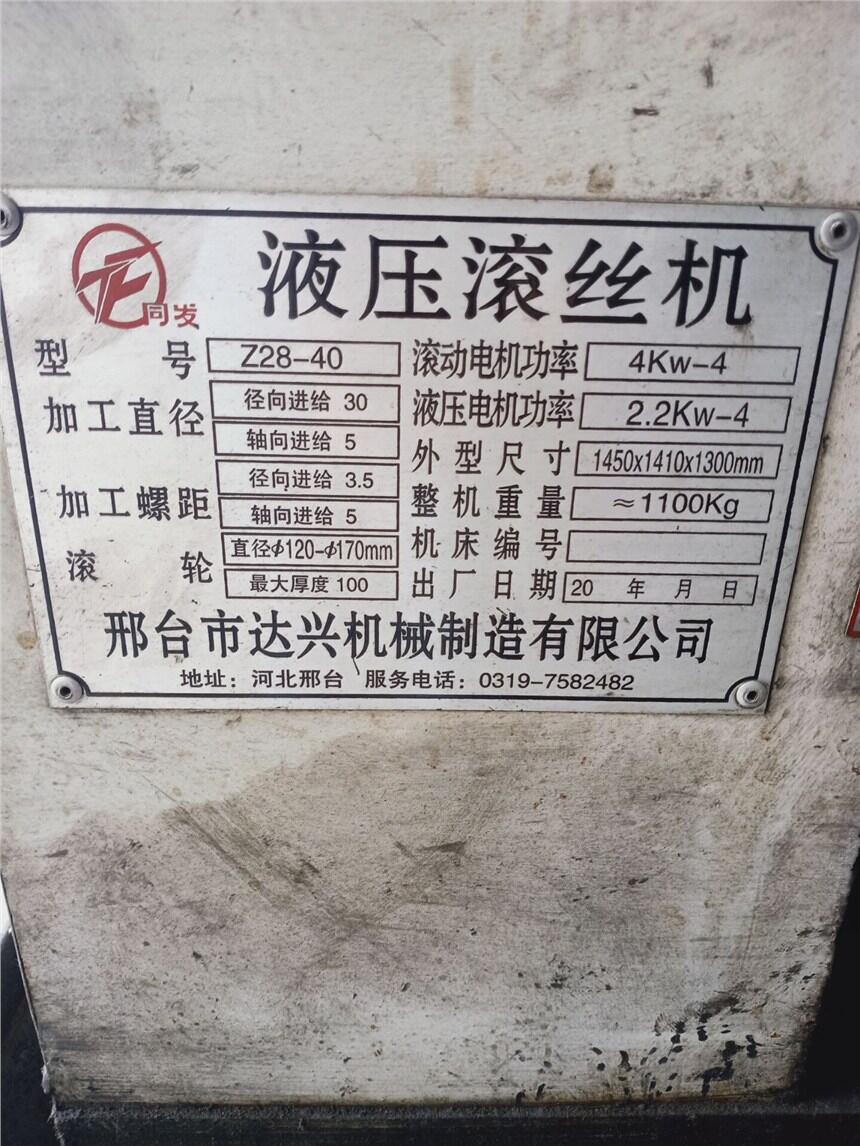 同发
液压滚丝机
型号 Z28-40 滚动电机功率 4Kw-4
加工直径 径向进给 30 液压电机功率 2.2Kw-4
轴向进给 5 外型尺寸 1450x1410x1300mm
加工螺距 径向进给 3.5 整机重量 ≈1100Kg
轴向进给 5 机床编号
滚轮 直径ф120-ф170mm 出厂日期 20 年 月 日
最大厚度 100
邢台市达兴机械制造有限公司
地址：河北邢台 服务电话：0319-7582482